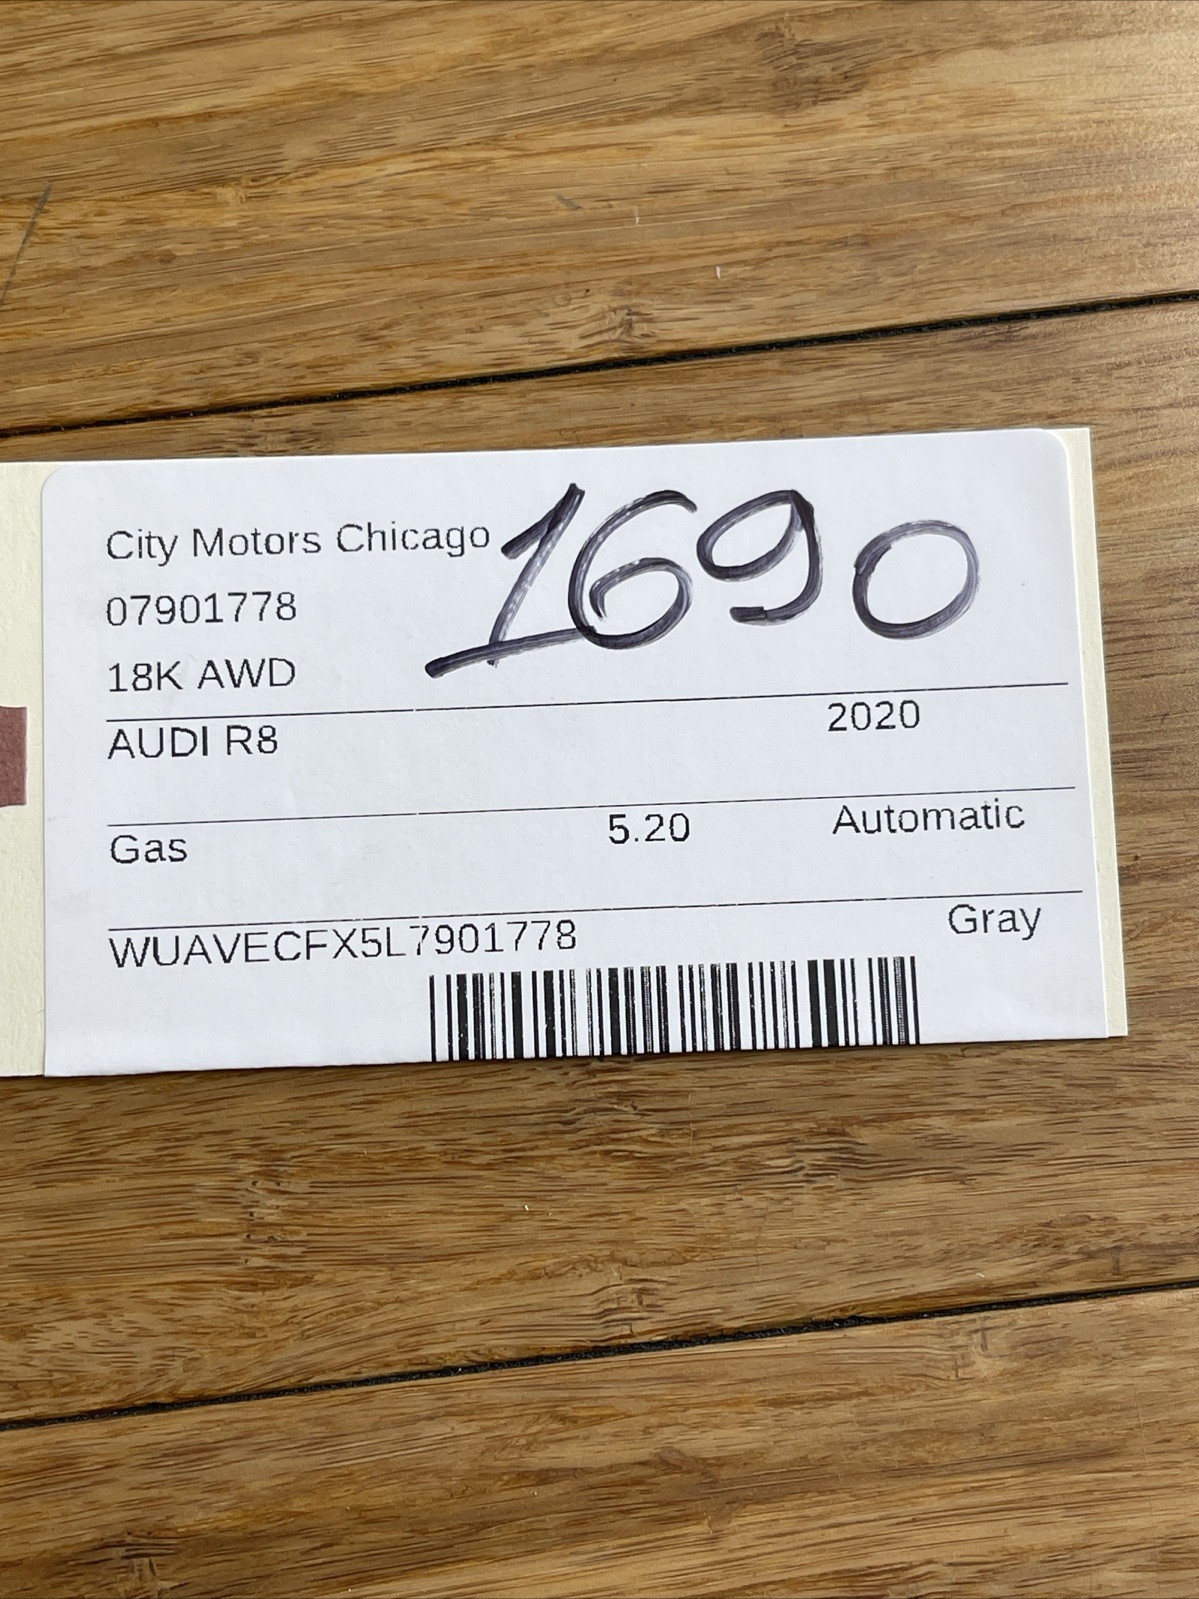 City Motors Chicago 1690
07901778
18K AWD
AUDI R8 2020
Gas 5.20 Automatic
WUAVECFX5L7901778 Gray